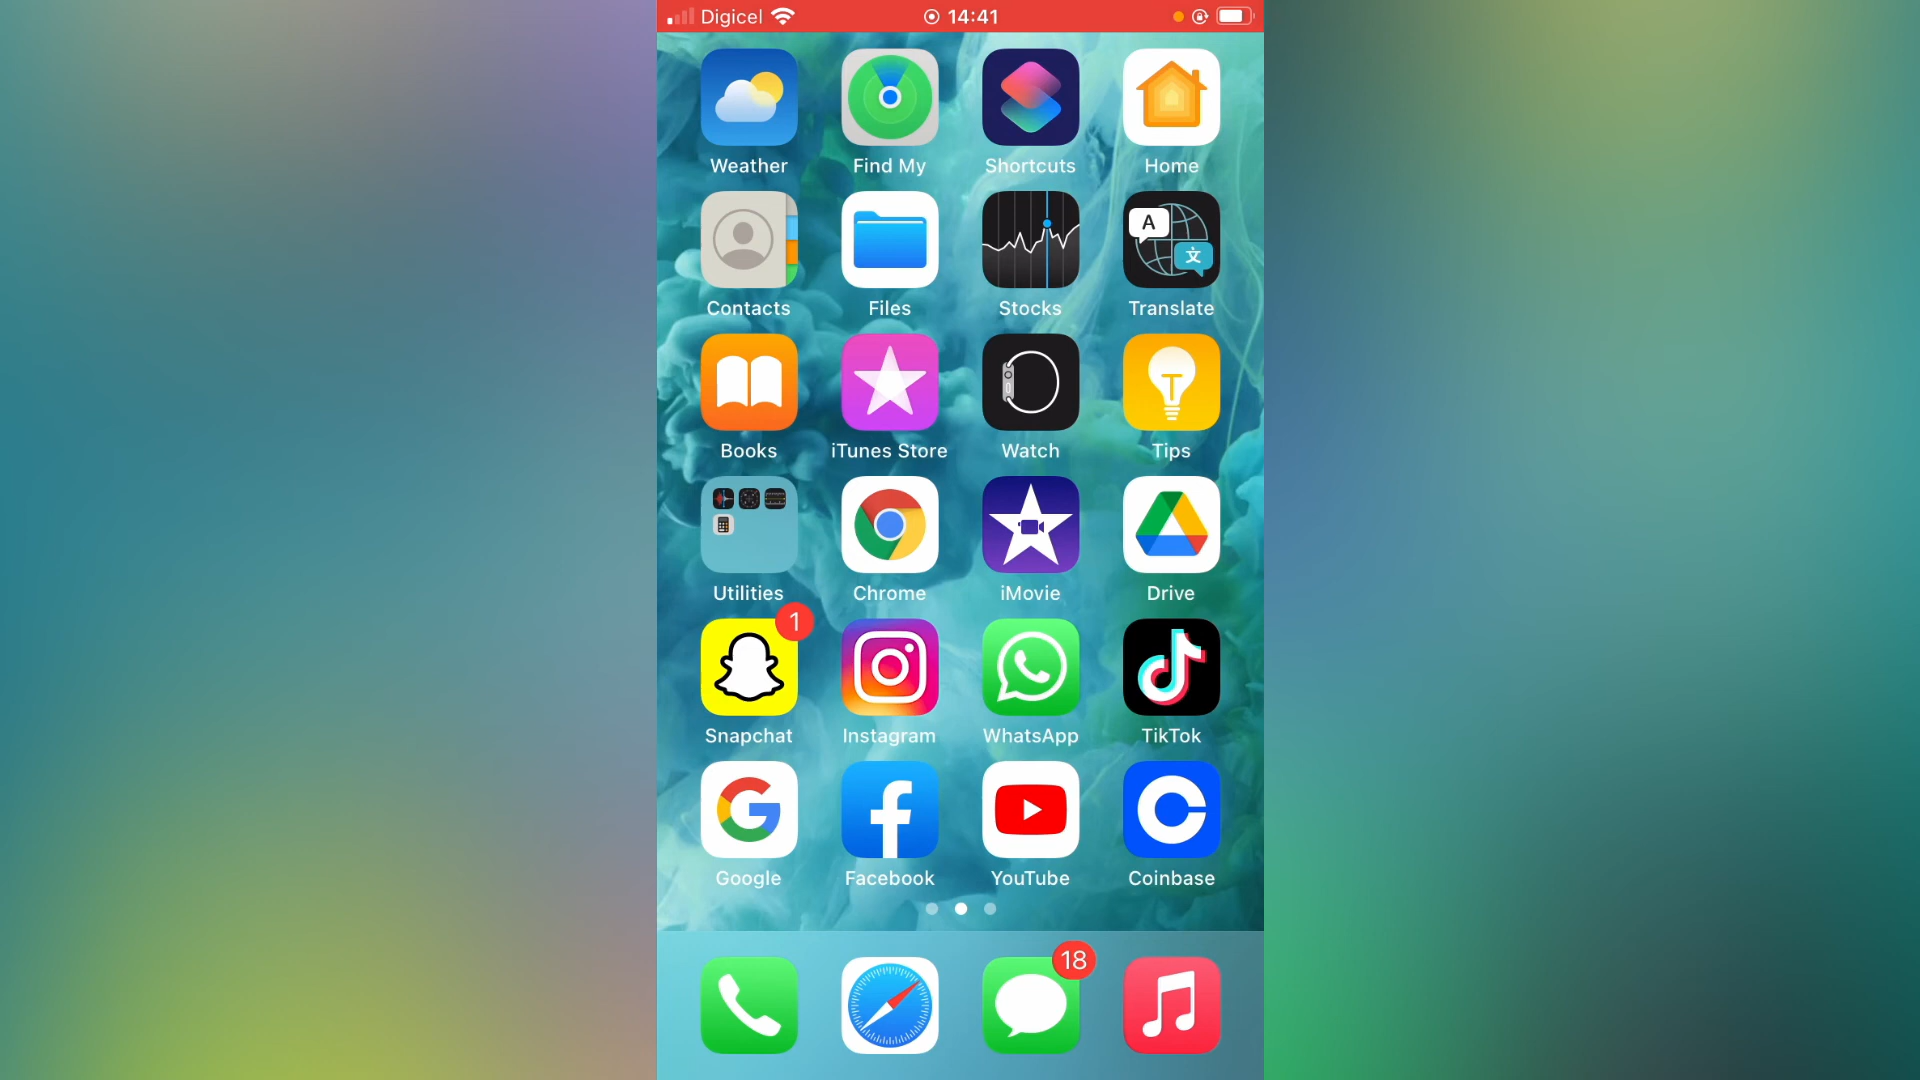 Digicel 14:41
Weather Find My Shortcuts Home
A 文
Contacts Files Stocks Translate
Books iTunes Store Watch Tips
Utilities Chrome iMovie Drive
1
Snapchat Instagram WhatsApp TikTok
Google Facebook YouTube Coinbase
18